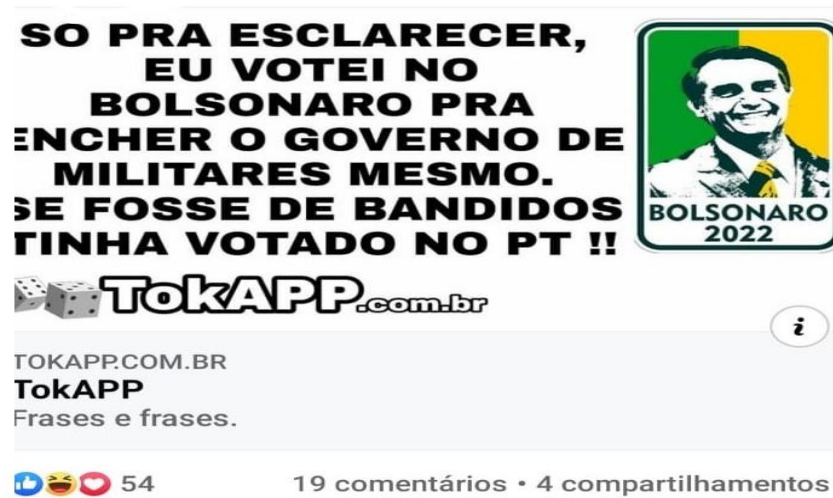 SO PRA ESCLARECER,
EU VOTEI NO
BOLSONARO PRA
ENCHER O GOVERNO DE
MILITARES MESMO.
SE FOSSE DE BANDIDOS
TINHA VOTADO NO PT !!
BOLSONARO
2022
TokAPP.com.br
i
TOKAPP.COM.BR
TokAPP
Frases e frases.
54 19 comentários • 4 compartilhamentos